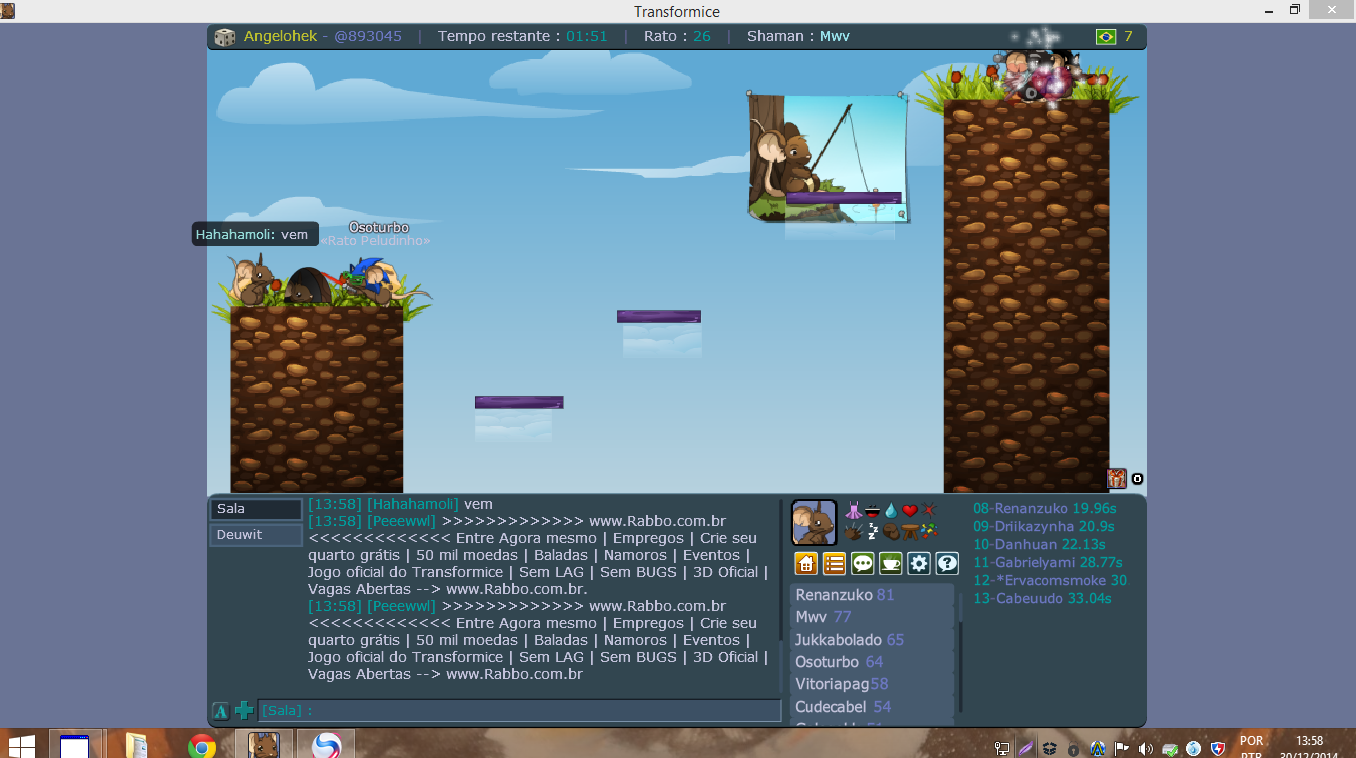 Transformice
Angelohek - @893045 | Tempo restante : 01:51 | Rato : 26 | Shaman : Mwv
7
Hahahamoli: vem
Osoturbo
«Rato Peludinho»
Sala
Deuwit
[13:58] [Hahahamoli] vem
[13:58] [Peeewwl] >>>>>>>>>>>>> www.Rabbo.com.br
<<<<<<<<<<<<< Entre Agora mesmo | Empregos | Crie seu
quarto grátis | 50 mil moedas | Baladas | Namoros | Eventos |
Jogo oficial do Transformice | Sem LAG | Sem BUGS | 3D Oficial |
Vagas Abertas --> www.Rabbo.com.br.
[13:58] [Peeewwl] >>>>>>>>>>>>> www.Rabbo.com.br
<<<<<<<<<<<<< Entre Agora mesmo | Empregos | Crie seu
quarto grátis | 50 mil moedas | Baladas | Namoros | Eventos |
Jogo oficial do Transformice | Sem LAG | Sem BUGS | 3D Oficial |
Vagas Abertas --> www.Rabbo.com.br
A
[Sala] :
Renanzuko 81
Mwv 77
Jukkabolado 65
Osoturbo 64
Vitoriapag 58
Cudecabel 54
08-Renanzuko 19.96s
09-Driikazynha 20.9s
10-Danhuan 22.13s
11-Gabrielyami 28.77s
12-*Ervacomsmoke 30
13-Cabeuudo 33.04s
POR
PTB
13:58
30/12/2014